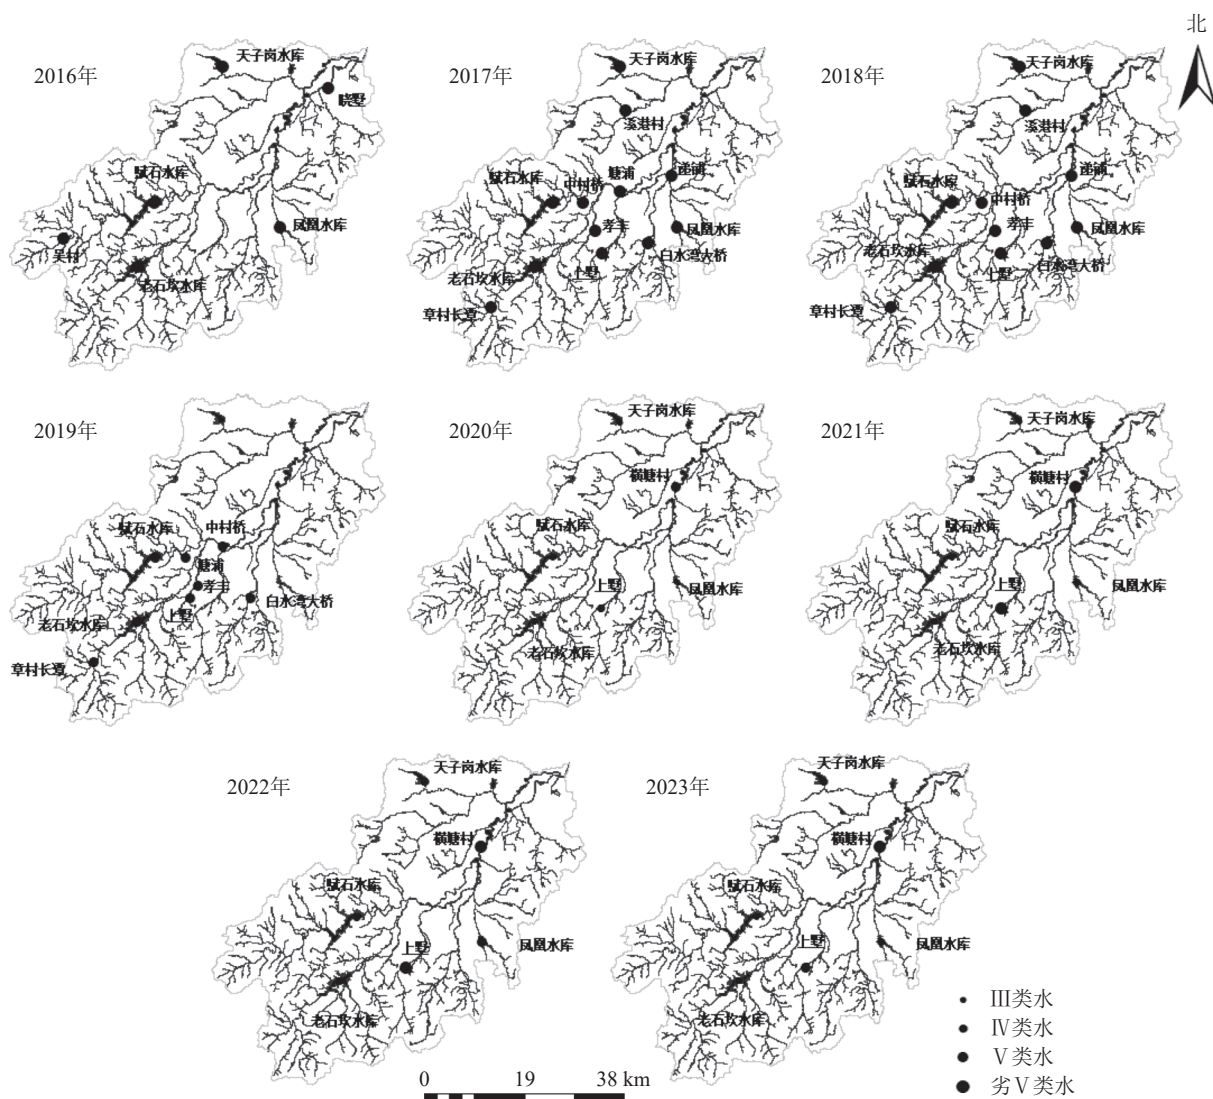 北
2016年
天子岗水库
晓墅
赋石水库
凤凰水库
吴村
老石坎水库
2017年
天子岗水库
溪港村
赋石水库
中村桥
塘浦
递铺
孝丰
凤凰水库
上墅
白水湾大桥
老石坎水库
章村长潭
2018年
天子岗水库
溪港村
赋石水库
中村桥
递铺
孝丰
凤凰水库
老石坎水库
上墅
白水湾大桥
章村长潭
2019年
赋石水库
中村桥
塘浦
孝丰
上墅
白水湾大桥
老石坎水库
章村长潭
2020年
天子岗水库
横塘村
赋石水库
上墅
凤凰水库
老石坎水库
2021年
天子岗水库
横塘村
赋石水库
上墅
凤凰水库
老石坎水库
2022年
天子岗水库
横塘村
赋石水库
上墅
凤凰水库
老石坎水库
2023年
天子岗水库
横塘村
赋石水库
上墅
凤凰水库
老石坎水库
Ⅲ类水
Ⅳ类水
Ⅴ类水
劣Ⅴ类水
0 19 38 km